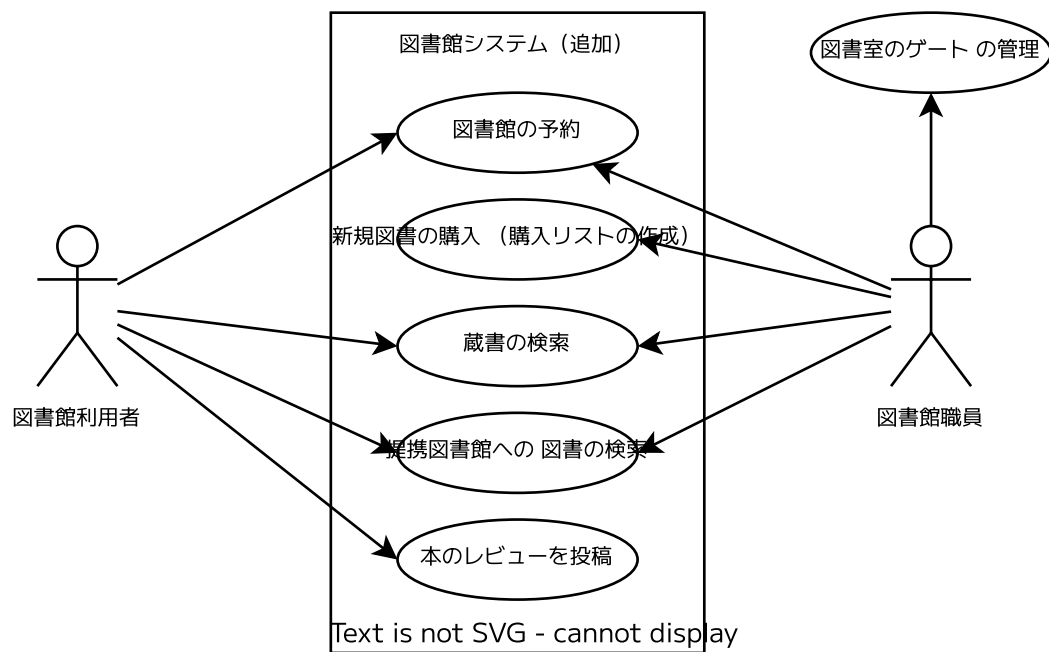 図書館システム（追加）
図書室のゲート の管理
図書館の予約
新規図書の購入 （購入リストの作成）
蔵書の検索
図書館利用者
図書館職員
提携図書館への 図書の検索
本のレビューを投稿
Text is not SVG - cannot display